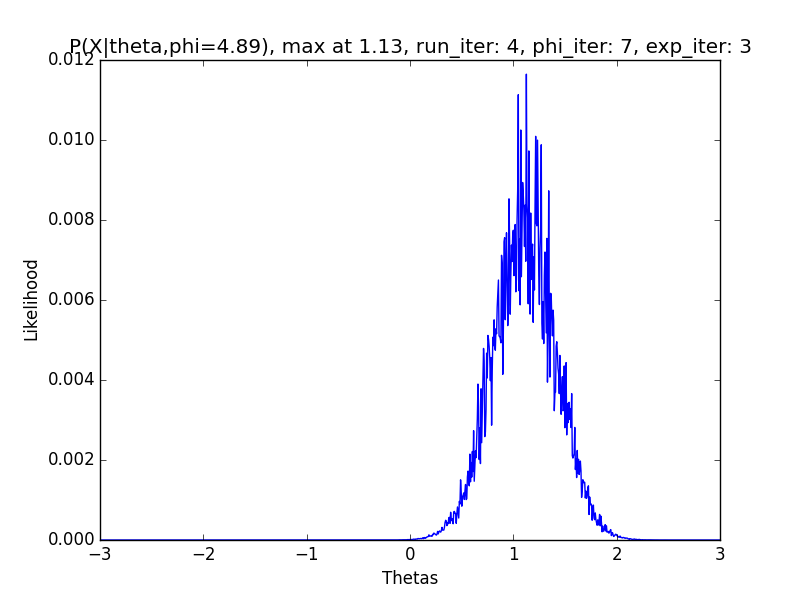 P(X|theta,phi=4.89), max at 1.13, run_iter: 4, phi_iter: 7, exp_iter: 3
0.012
0.010
0.008
0.006
0.004
0.002
0.000
Likelihood
−3 −2 −1 0 1 2 3
Thetas